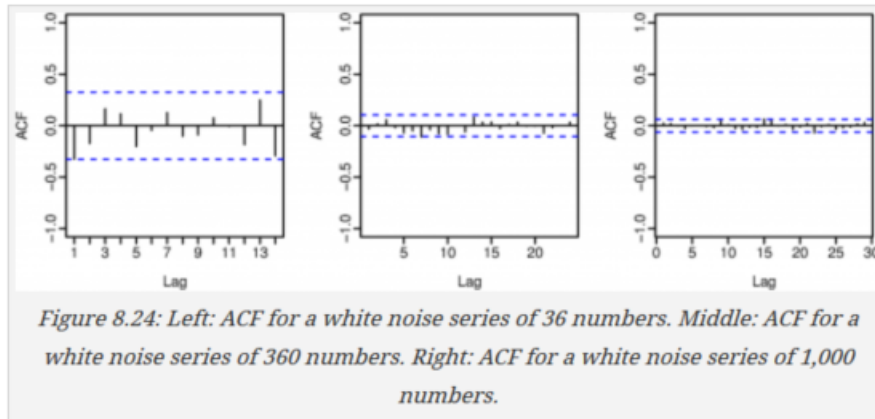 1.0 1.0 1.0
0.5 0.5 0.5
ACF 0.0 ACF 0.0 ACF 0.0
-0.5 -0.5 -0.5
-1.0 -1.0 -1.0
1 3 5 7 9 11 13 5 10 15 20 0 5 10 15 20 25 30
Lag Lag Lag
Figure 8.24: Left: ACF for a white noise series of 36 numbers. Middle: ACF for a
white noise series of 360 numbers. Right: ACF for a white noise series of 1,000
numbers.